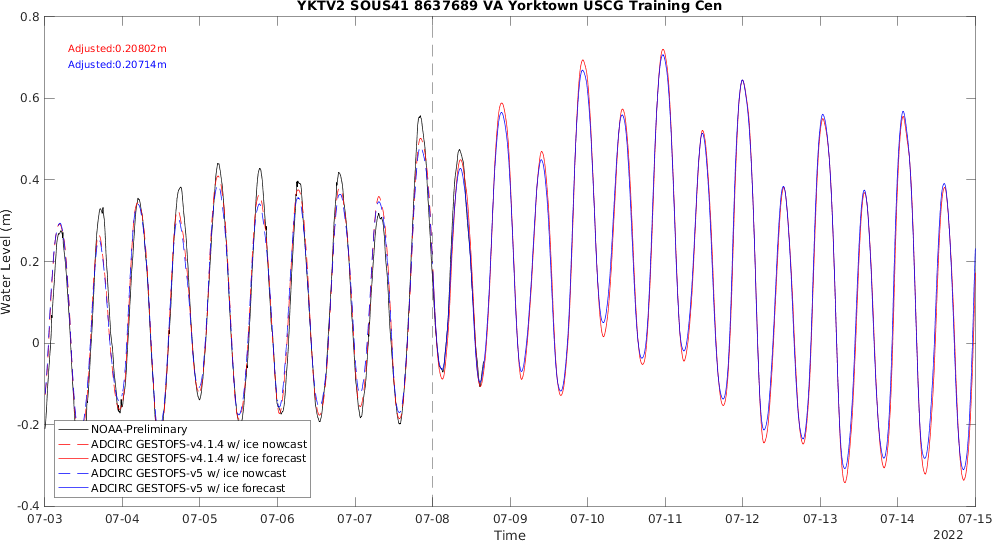 YKTV2 SOUS41 8637689 VA Yorktown USCG Training Cen
Adjusted:0.20802m
Adjusted:0.20714m
Water Level (m)
0.8
0.6
0.4
0.2
0
-0.2
-0.4
NOAA-Preliminary
ADCIRC GESTOFS-v4.1.4 w/ ice nowcast
ADCIRC GESTOFS-v4.1.4 w/ ice forecast
ADCIRC GESTOFS-v5 w/ ice nowcast
ADCIRC GESTOFS-v5 w/ ice forecast
07-03 07-04 07-05 07-06 07-07 07-08 07-09 07-10 07-11 07-12 07-13 07-14 07-15
Time
2022